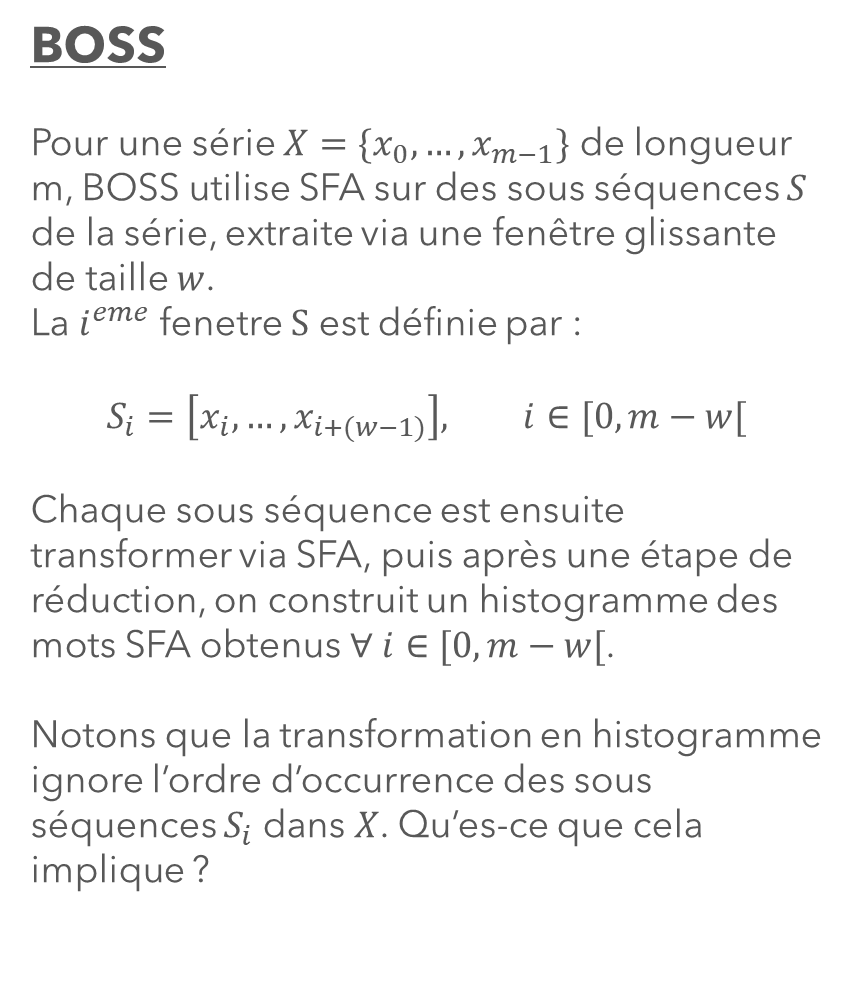 BOSS
Pour une série X = {x₀, … , xₘ₋₁} de longueur
m, BOSS utilise SFA sur des sous séquences S
de la série, extraite via une fenêtre glissante
de taille w.
La i^{eme} fenetre S est définie par :
S_i = [x_i, … , x_{i+(w−1)}],    i ∈ [0, m − w[
Chaque sous séquence est ensuite
transformer via SFA, puis après une étape de
réduction, on construit un histogramme des
mots SFA obtenus ∀ i ∈ [0, m − w[.
Notons que la transformation en histogramme
ignore l’ordre d’occurrence des sous
séquences S_i dans X. Qu’es-ce que cela
implique ?